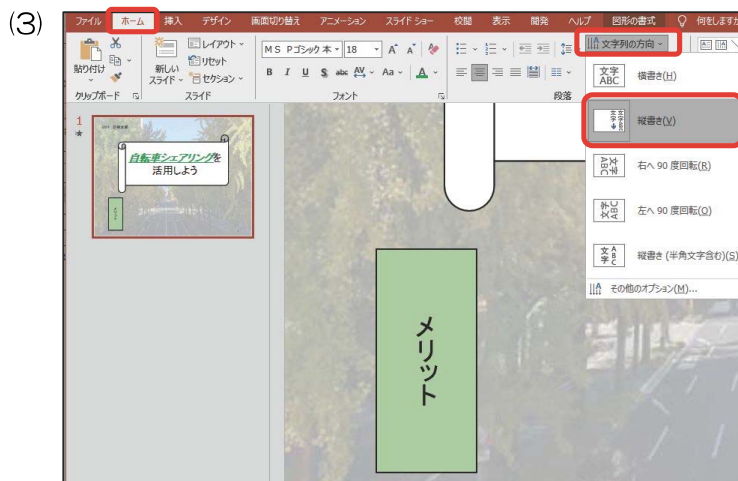 (3)
ファイル ホーム 挿入 デザイン 画面切り替え アニメーション スライド ショー 校閲 表示 開発 ヘルプ 図形の書式 何をしますか
貼り付け
新しい
スライド
レイアウト
リセット
セクション
MS Pゴシック 本 18
B I U S abc AV Aa A
文字列の方向
クリップボード スライド フォント 段落
文字
ABC
横書き(H)
縦書き(V)
右へ 90 度回転(R)
左へ 90 度回転(O)
縦書き (半角文字含む)(S)
その他のオプション(M)...
1
自転車シェアリングを
活用しよう
メリット
メリット